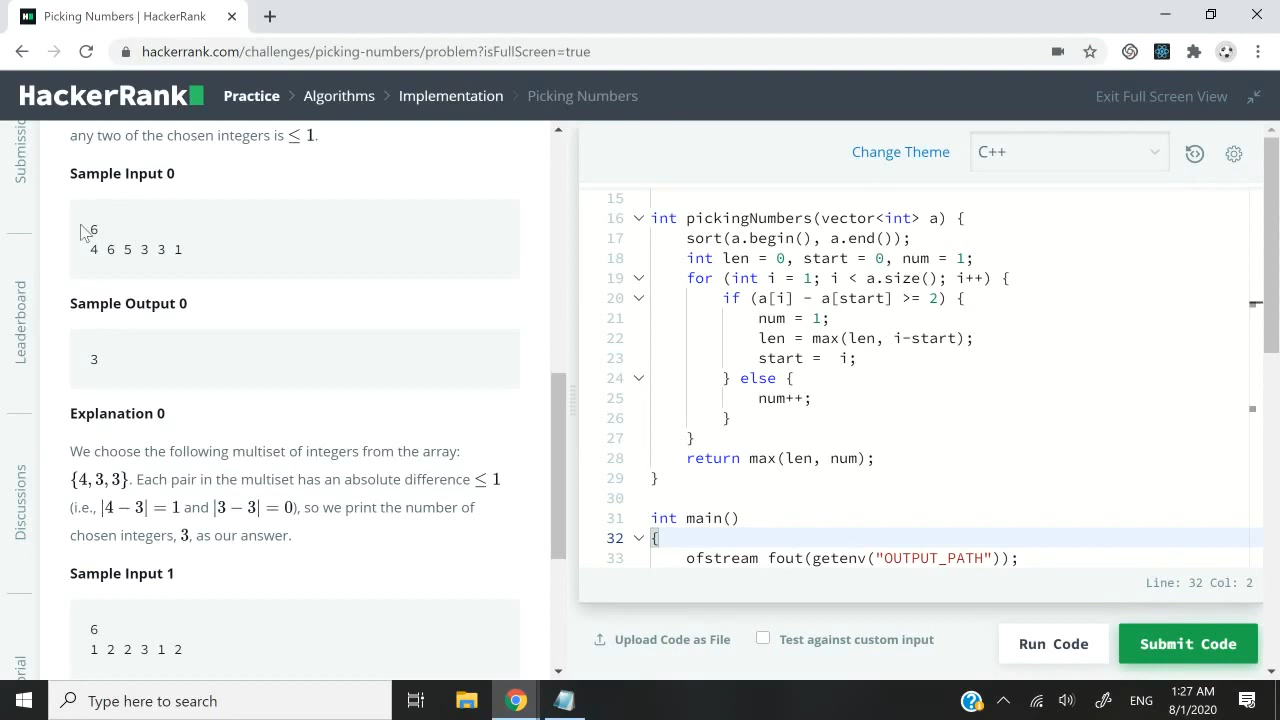 Picking Numbers | HackerRank
hackerrank.com/challenges/picking-numbers/problem?isFullScreen=true
HackerRank
Practice > Algorithms > Implementation > Picking Numbers
Exit Full Screen View
Submissic
Leaderboard
Discussions
orial
any two of the chosen integers is ≤ 1.
Sample Input 0
6
4 6 5 3 3 1
Sample Output 0
3
Explanation 0
We choose the following multiset of integers from the array:
{4, 3, 3}. Each pair in the multiset has an absolute difference ≤ 1
(i.e., |4 − 3| = 1 and |3 − 3| = 0), so we print the number of
chosen integers, 3, as our answer.
Sample Input 1
6
1 2 2 3 1 2
Change Theme
C++
15
16 int pickingNumbers(vector<int> a) {
17 sort(a.begin(), a.end());
18 int len = 0, start = 0, num = 1;
19 for (int i = 1; i < a.size(); i++) {
20 if (a[i] - a[start] >= 2) {
21 num = 1;
22 len = max(len, i-start);
23 start =  i;
24 } else {
25 num++;
26 }
27 }
28 return max(len, num);
29 }
30
31 int main()
32 {
33 ofstream fout(getenv("OUTPUT_PATH"));
Line: 32 Col: 2
Upload Code as File
Test against custom input
Run Code
Submit Code
Type here to search
ENG
1:27 AM
8/1/2020